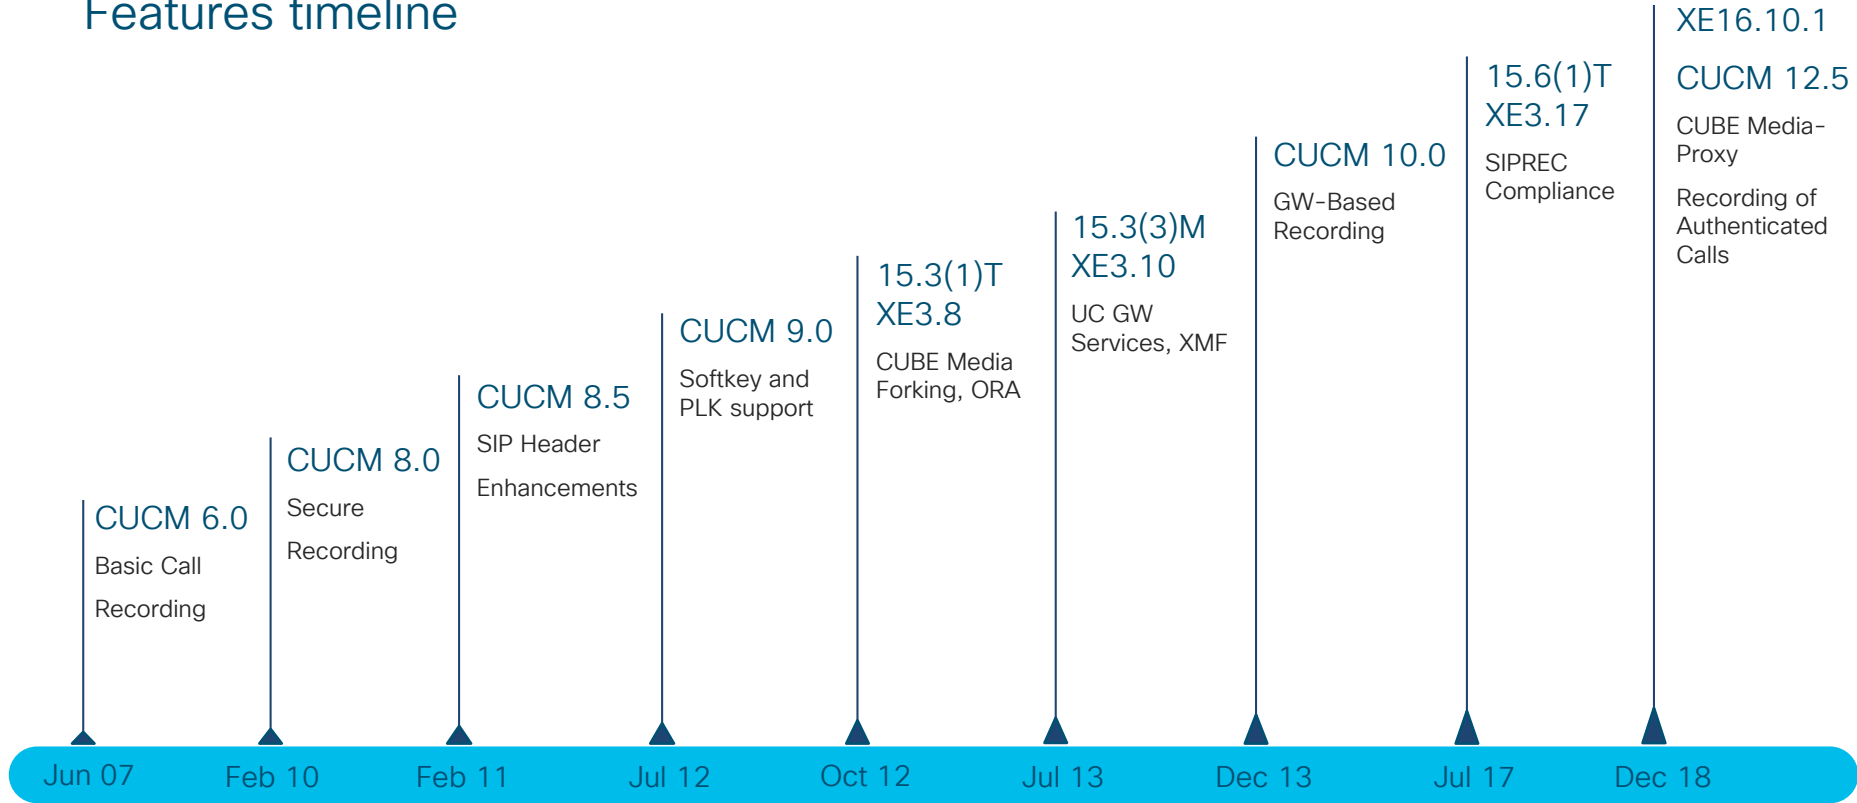 Features timeline
CUCM 6.0
Basic Call
Recording
CUCM 8.0
Secure
Recording
CUCM 8.5
SIP Header
Enhancements
CUCM 9.0
Softkey and
PLK support
15.3(1)T
XE3.8
CUBE Media
Forking, ORA
15.3(3)M
XE3.10
UC GW
Services, XMF
CUCM 10.0
GW-Based
Recording
15.6(1)T
XE3.17
SIPREC
Compliance
XE16.10.1
CUCM 12.5
CUBE Media-
Proxy
Recording of
Authenticated
Calls
Jun 07
Feb 10
Feb 11
Jul 12
Oct 12
Jul 13
Dec 13
Jul 17
Dec 18